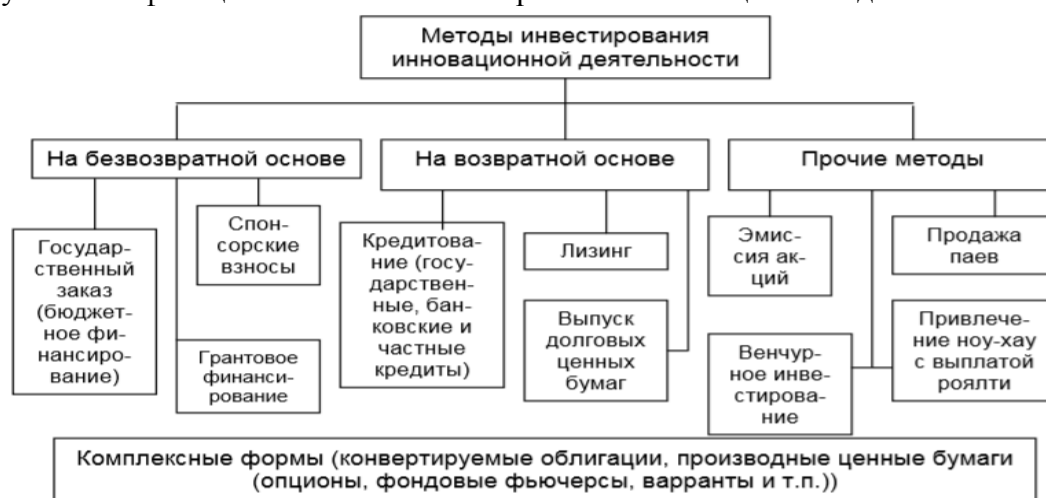 Методы инвестирования
инновационной деятельности
На безвозвратной основе
На возвратной основе
Прочие методы
Государ-
ственный
заказ
(бюджет-
ное фи-
нансиро-
вание)
Спон-
сорские
взносы
Грантовое
финанси-
рование
Кредитова-
ние (госу-
дарствен-
ные, бан-
ковские и
частные
кредиты)
Лизинг
Выпуск
долговых
ценных
бумаг
Эмис-
сия ак-
ций
Продажа
паев
Венчур-
ное инве-
стирова-
ние
Привлече-
ние ноу-хау
с выплатой
роялти
Комплексные формы (конвертируемые облигации, производные ценные бумаги
(опционы, фондовые фьючерсы, варранты и т.п.))